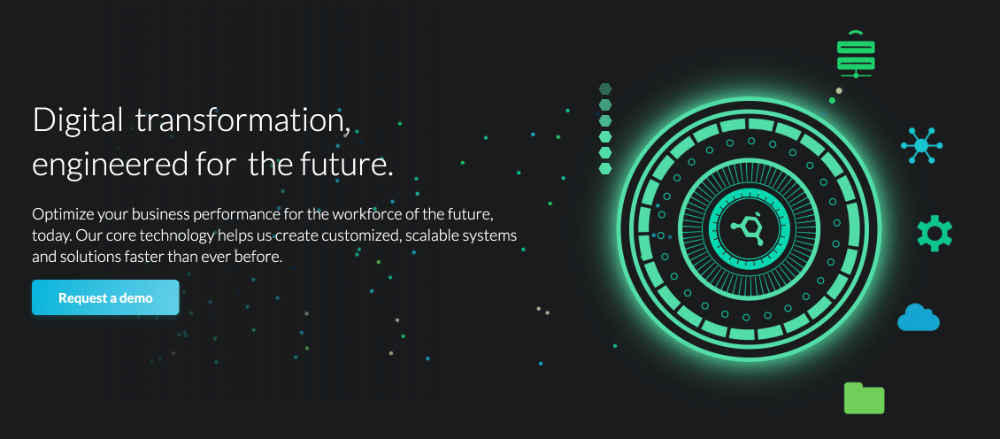 Digital transformation,
engineered for the future.
Optimize your business performance for the workforce of the future,
today. Our core technology helps us create customized, scalable systems
and solutions faster than ever before.
Request a demo